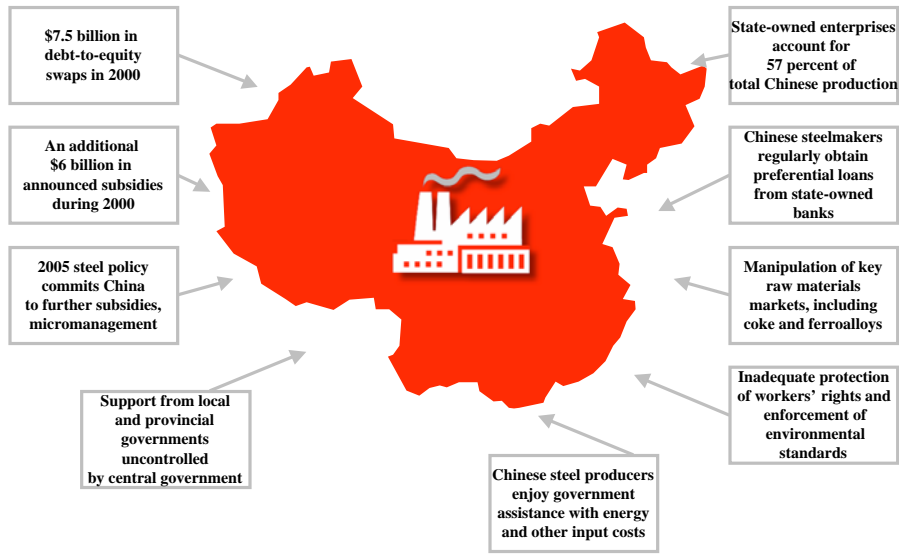 $7.5 billion in
debt-to-equity
swaps in 2000
An additional
$6 billion in
announced subsidies
during 2000
2005 steel policy
commits China
to further subsidies,
micromanagement
Support from local
and provincial
governments
uncontrolled
by central government
Chinese steel producers
enjoy government
assistance with energy
and other input costs
State-owned enterprises
account for
57 percent of
total Chinese production
Chinese steelmakers
regularly obtain
preferential loans
from state-owned
banks
Manipulation of key
raw materials
markets, including
coke and ferroalloys
Inadequate protection
of workers’ rights and
enforcement of
environmental
standards